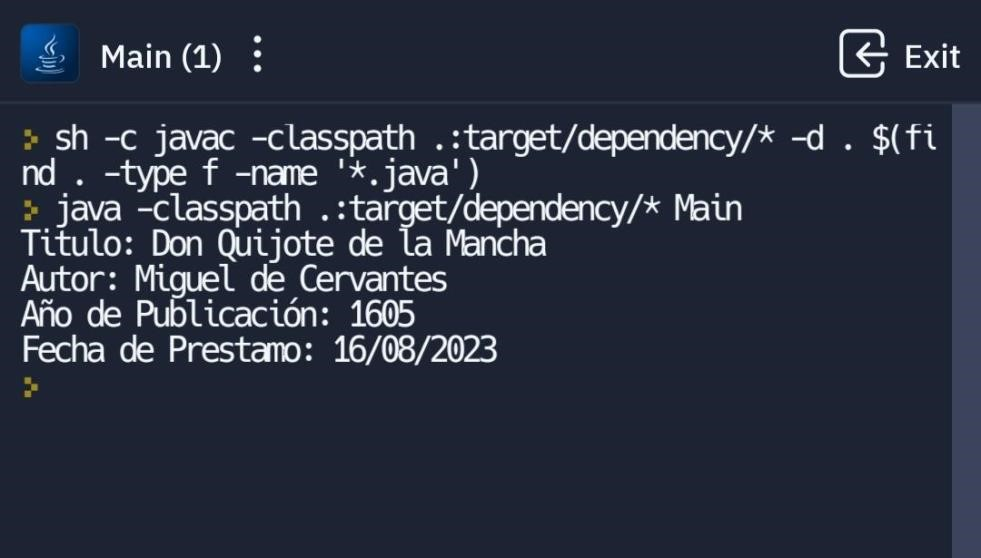 Main (1)
Exit
sh -c javac -classpath .:target/dependency/* -d . $(fi
nd . -type f -name '*.java')
java -classpath .:target/dependency/* Main
Titulo: Don Quijote de la Mancha
Autor: Miguel de Cervantes
Año de Publicación: 1605
Fecha de Prestamo: 16/08/2023